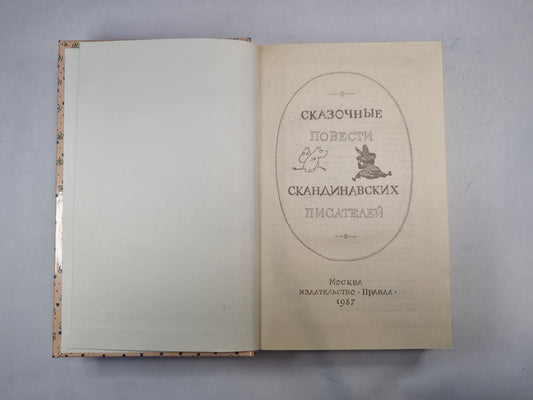 СКАЗОЧНЫЕ
ПОВЕСТИ
СКАНДИНАВСКИХ
ПИСАТЕЛЕЙ
МОСКВА
ИЗДАТЕЛЬСТВО · ПРАВДА ·
1987